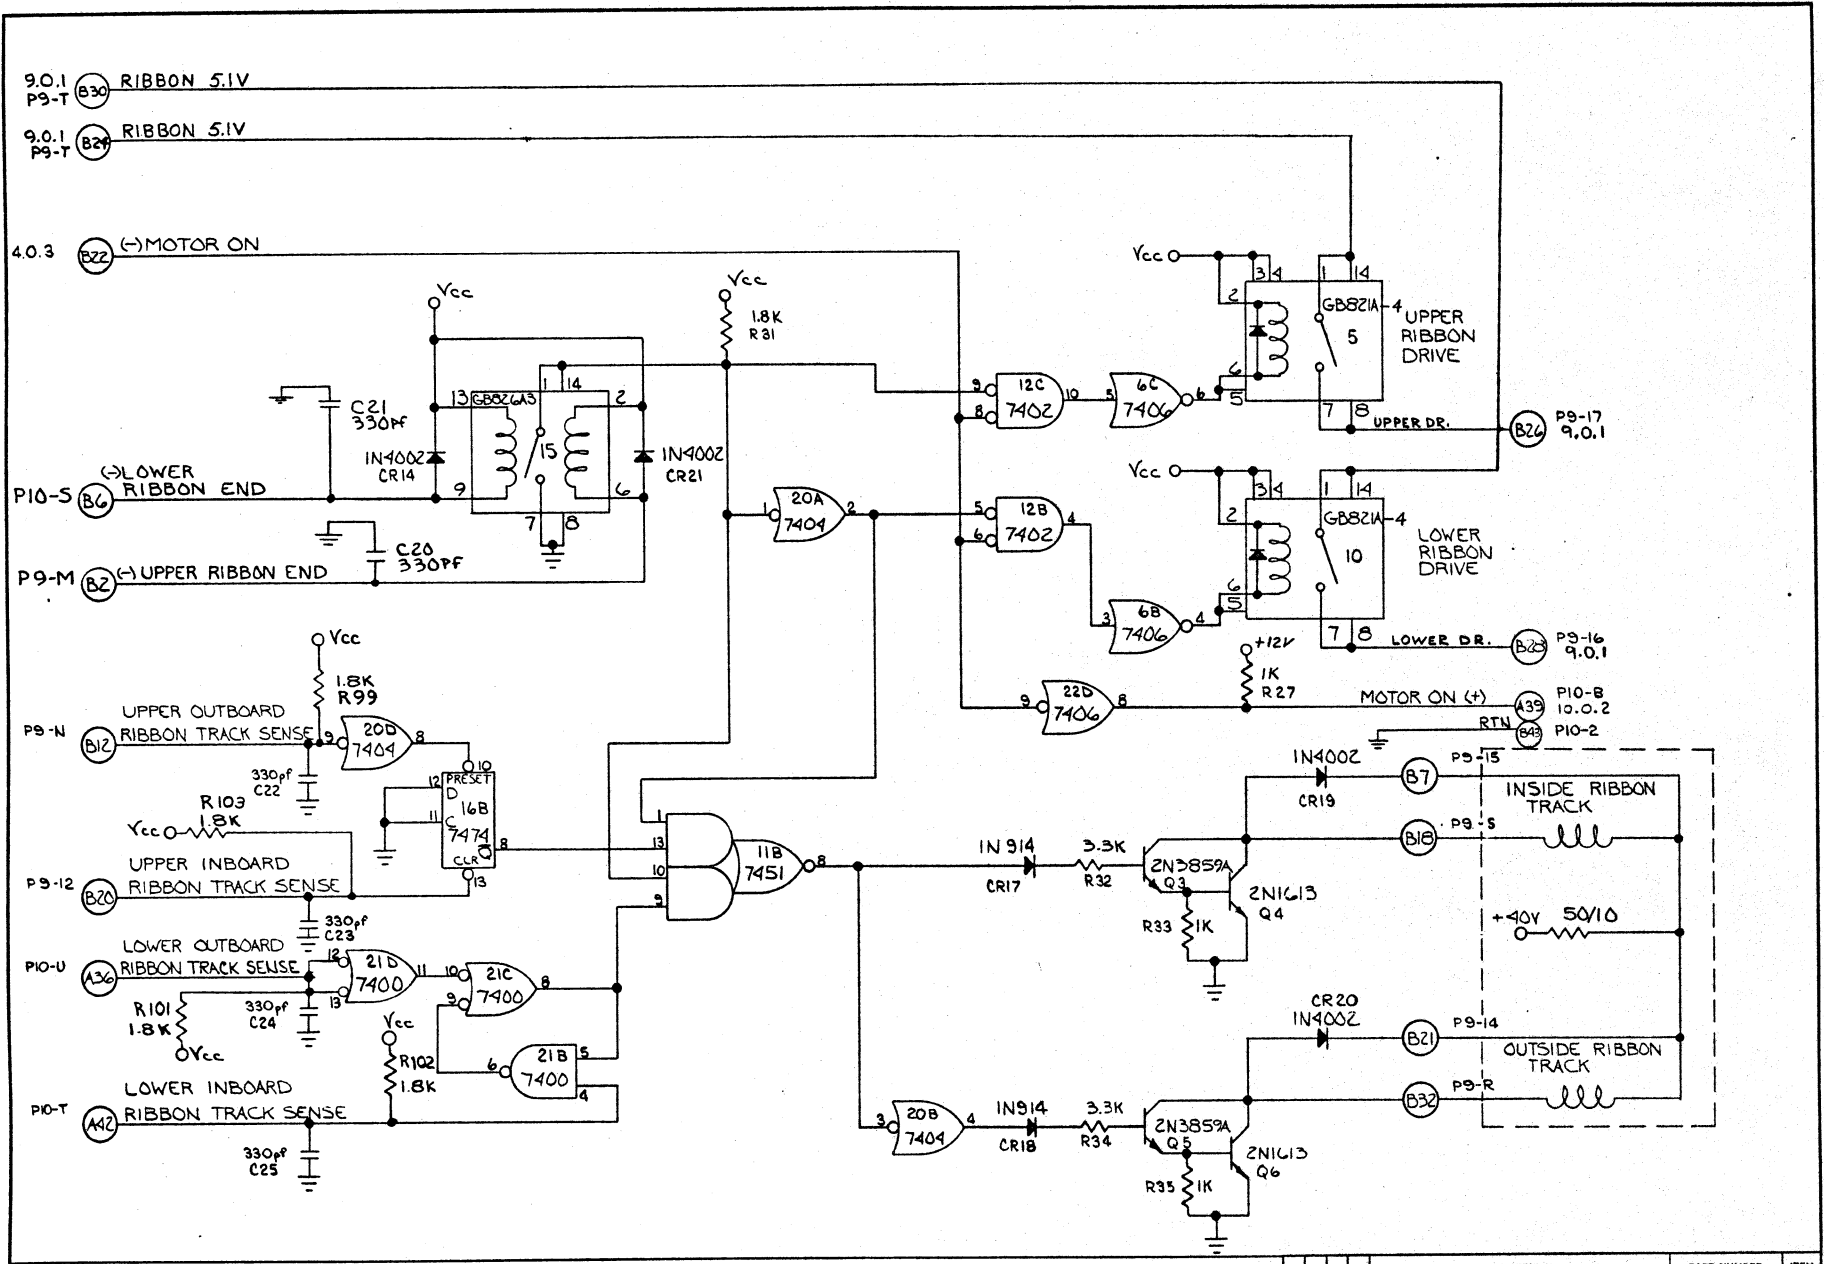 9.0.1
P9-T
B30
RIBBON 5.1V
9.0.1
P9-T
B29
RIBBON 5.1V
4.0.3
B22
(-)MOTOR ON
Vcc
C21
330pf
13
GB826A3
1
14
2
1N4002
CR14
15
1N4002
CR21
9
6
7
8
P10-S
B6
(-)LOWER
RIBBON END
C20
330PF
P9-M
B2
(-)UPPER RIBBON END
Vcc
1.8K
R31
1
20A
7404
2
9
8
12C
7402
10
5
6C
7406
6
5
6
12B
7402
4
3
6B
7406
4
9
22D
7406
8
Vcc
3
4
1
14
2
GB821A-4
5
6
5
7
8
UPPER
RIBBON
DRIVE
UPPER DR.
B26
P9-17
9.0.1
Vcc
3
4
1
14
2
GB821A-4
10
6
5
7
8
LOWER
RIBBON
DRIVE
LOWER DR.
B28
P9-16
9.0.1
+12V
1K
R27
MOTOR ON (+)
A39
P10-B
10.0.2
RTN
B43
P10-2
Vcc
1.8K
R99
P9-N
B12
UPPER OUTBOARD
RIBBON TRACK SENSE
9
20D
7404
8
330pf
C22
10
PRESET
12
D
16B
11
C
7474
8
CLR
Q
13
R103
1.8K
Vcc
P9-12
B20
UPPER INBOARD
RIBBON TRACK SENSE
330pf
C23
P10-U
A36
LOWER OUTBOARD
RIBBON TRACK SENSE
12
13
21D
7400
11
10
9
21C
7400
8
R101
1.8K
Vcc
330pf
C24
Vcc
R102
1.8K
6
21B
7400
5
4
P10-T
A42
LOWER INBOARD
RIBBON TRACK SENSE
330pf
C25
1
13
10
9
11B
7451
8
1N914
CR17
3.3K
R32
2N3859A
Q3
2N1613
Q4
R33
1K
1N4002
CR19
B7
P9-15
B18
P9-S
INSIDE RIBBON
TRACK
+40V
50/10
3
20B
7404
4
1N914
CR18
3.3K
R34
2N3859A
Q5
2N1613
Q6
R35
1K
CR20
1N4002
B21
P9-14
B32
P9-R
OUTSIDE RIBBON
TRACK